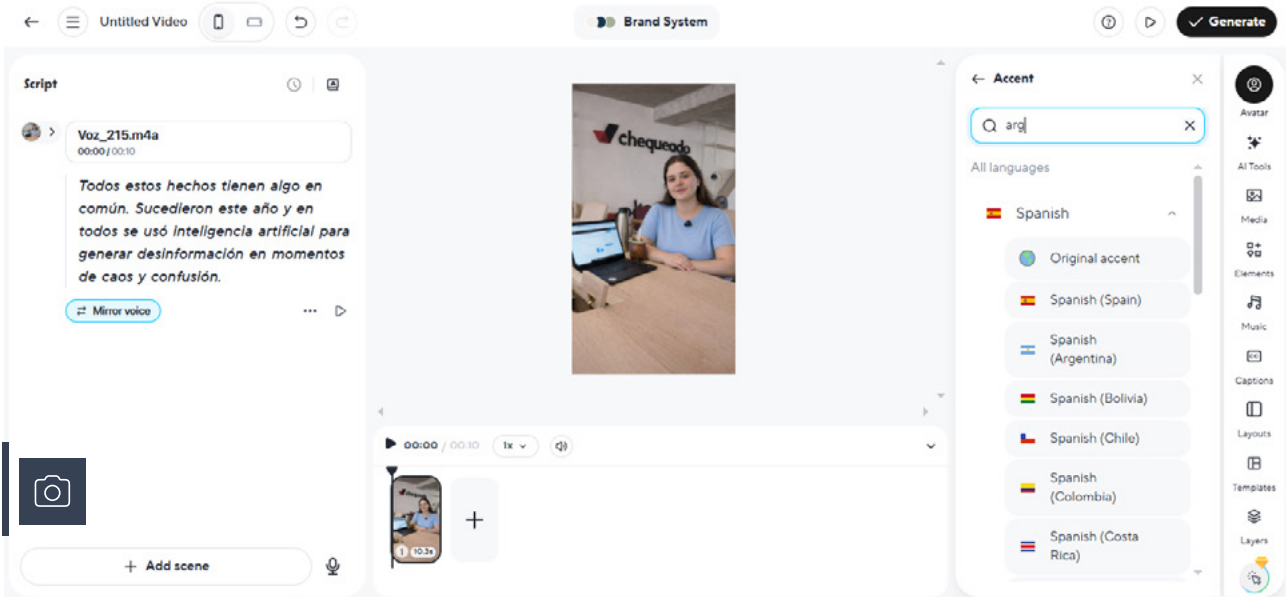 Untitled Video
Brand System
Generate
Script
Voz_215.m4a
00:00 / 00:10
Todos estos hechos tienen algo en
común. Sucedieron este año y en
todos se usó inteligencia artificial para
generar desinformación en momentos
de caos y confusión.
Mirror voice
+ Add scene
chequeado
00:00 / 00:10
1x
chequeado
1
10.3s
+
Accent
arg
All languages
Spanish
Original accent
Spanish (Spain)
Spanish
(Argentina)
Spanish (Bolivia)
Spanish (Chile)
Spanish
(Colombia)
Spanish (Costa
Rica)
Avatar
AI Tools
Media
Elements
Music
Captions
Layouts
Templates
Layers